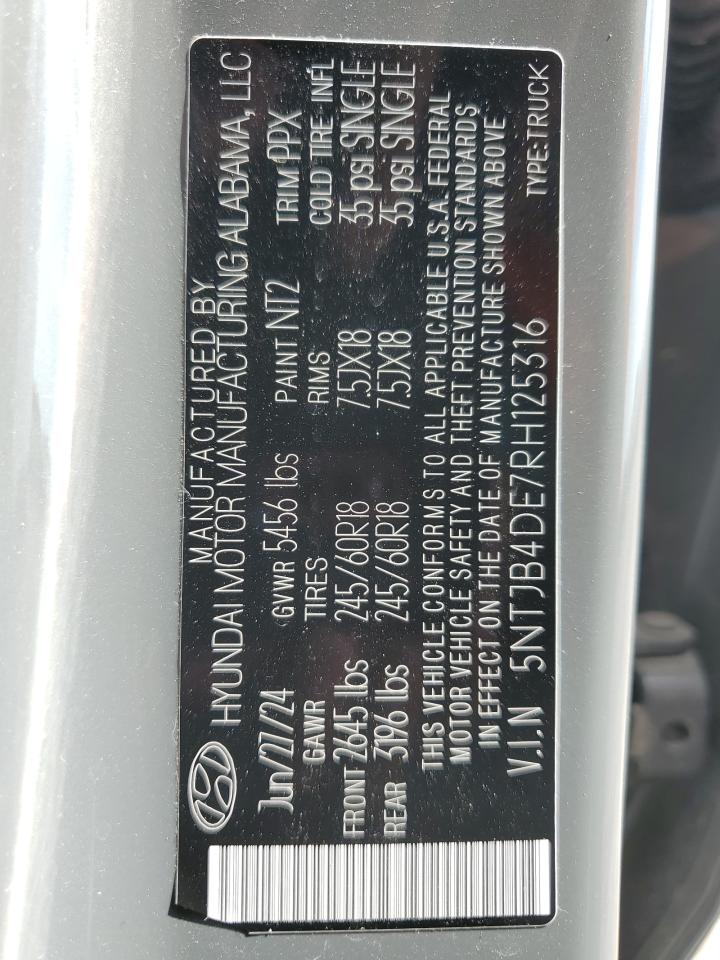 MANUFACTURED BY
HYUNDAI MOTOR MANUFACTURING ALABAMA, LLC
Jun/27/24 GVWR 5456 lbs PAINT NT2 TRIM PPX
GAWR TIRES RIMS COLD TIRE INFL
FRONT 2645 lbs 245/60R18 7.5JX18 35 psi SINGLE
REAR 3196 lbs 245/60R18 7.5JX18 35 psi SINGLE
THIS VEHICLE CONFORMS TO ALL APPLICABLE U.S.A. FEDERAL
MOTOR VEHICLE SAFETY AND THEFT PREVENTION STANDARDS
IN EFFECT ON THE DATE OF MANUFACTURE SHOWN ABOVE
V.I.N 5NTJB4DE7RH125316 TYPE:TRUCK